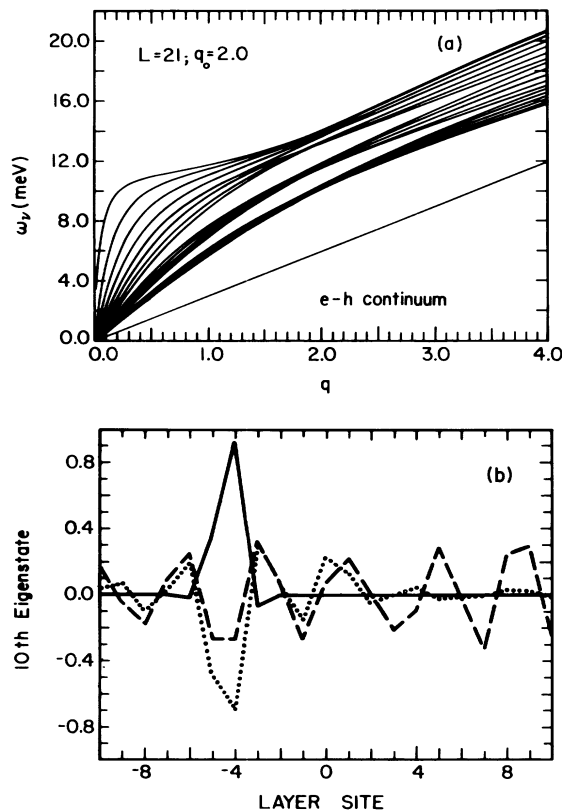 (a)
L=21; q₀=2.0
20.0
16.0
12.0
8.0
4.0
0.0
ω_ν (meV)
e-h continuum
0.0 1.0 2.0 3.0 4.0
q
(b)
0.8
0.4
0.0
-0.4
-0.8
10th Eigenstate
-8 -4 0 4 8
LAYER SITE